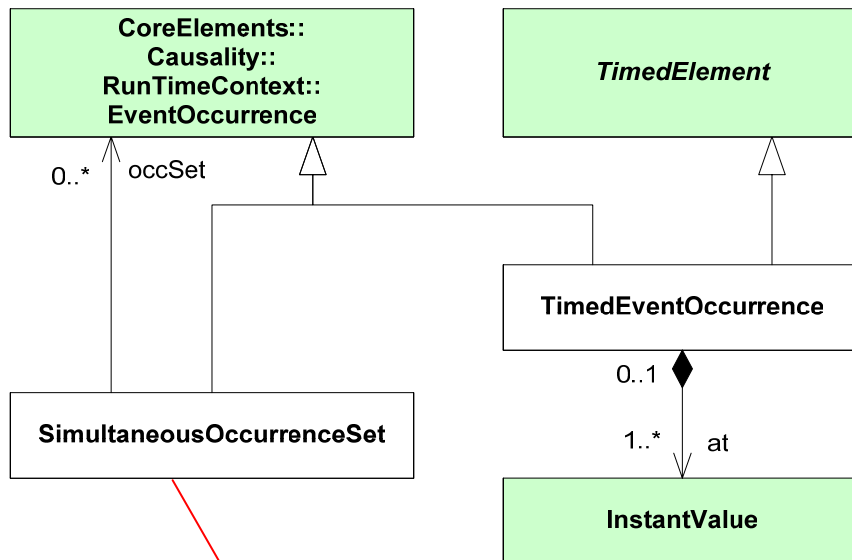 CoreElements::
Causality::
RunTimeContext::
EventOccurrence
TimedElement
0..*
occSet
TimedEventOccurrence
0..1
SimultaneousOccurrenceSet
1..*
at
InstantValue